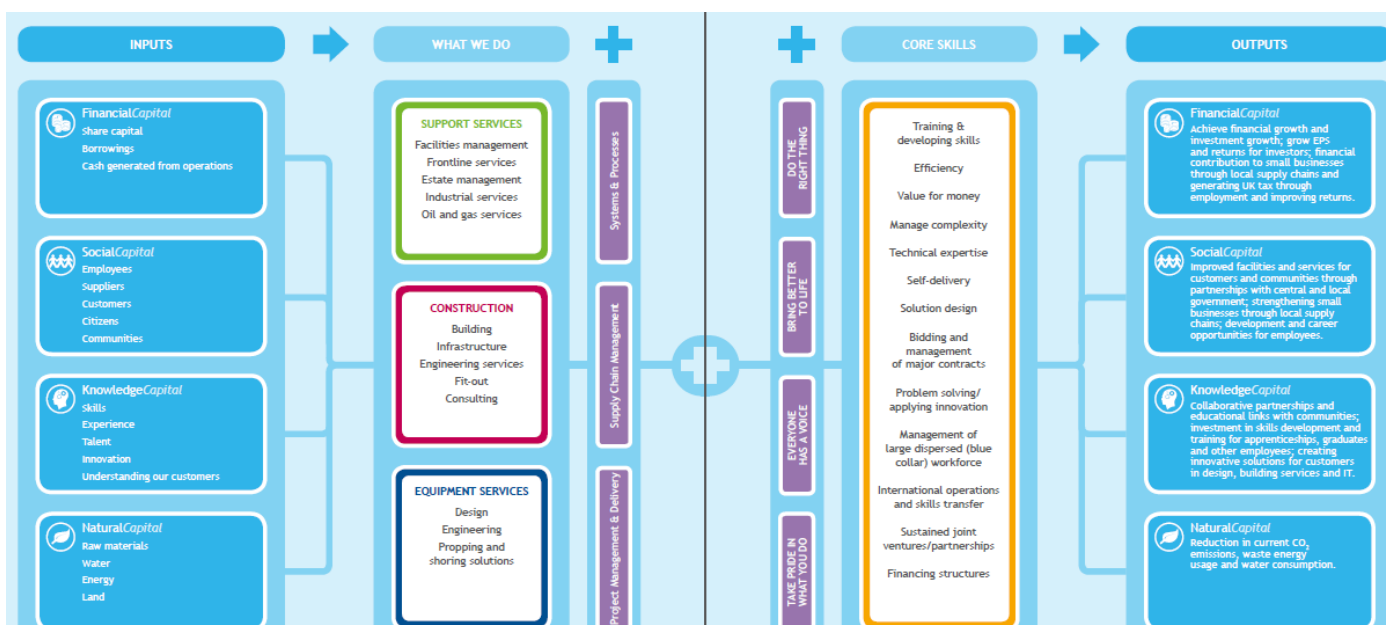 INPUTS
WHAT WE DO
CORE SKILLS
OUTPUTS
FinancialCapital
Share capital
Borrowings
Cash generated from operations
SocialCapital
Employees
Suppliers
Customers
Citizens
Communities
KnowledgeCapital
Skills
Experience
Talent
Innovation
Understanding our customers
NaturalCapital
Raw materials
Water
Energy
Land
SUPPORT SERVICES
Facilities management
Frontline services
Estate management
Industrial services
Oil and gas services
CONSTRUCTION
Building
Infrastructure
Engineering services
Fit-out
Consulting
EQUIPMENT SERVICES
Design
Engineering
Propping and
shoring solutions
Systems & Processes
Supply Chain Management
Project Management & Delivery
DO THE
RIGHT THING
BRING BETTER
TO LIFE
EVERYONE
HAS A VOICE
TAKE PRIDE IN
WHAT YOU DO
Training &
developing skills
Efficiency
Value for money
Manage complexity
Technical expertise
Self-delivery
Solution design
Bidding and
management
of major contracts
Problem solving/
applying innovation
Management of
large dispersed (blue
collar) workforce
International operations
and skills transfer
Sustained joint
ventures/partnerships
Financing structures
FinancialCapital
Achieve financial growth and
investment growth; grow EPS
and returns for investors; financial
contribution to small businesses
through local supply chains and
generating UK tax through
employment and improving returns.
SocialCapital
Improved facilities and services for
customers and communities through
partnerships with central and local
government; strengthening small
businesses through local supply
chains; development and career
opportunities for employees.
KnowledgeCapital
Collaborative partnerships and
educational links with communities;
investment in skills development and
training for apprenticeships, graduates
and other employees; creating
innovative solutions for customers
in design, building services and IT.
NaturalCapital
Reduction in current CO₂
emissions, waste energy
usage and water consumption.